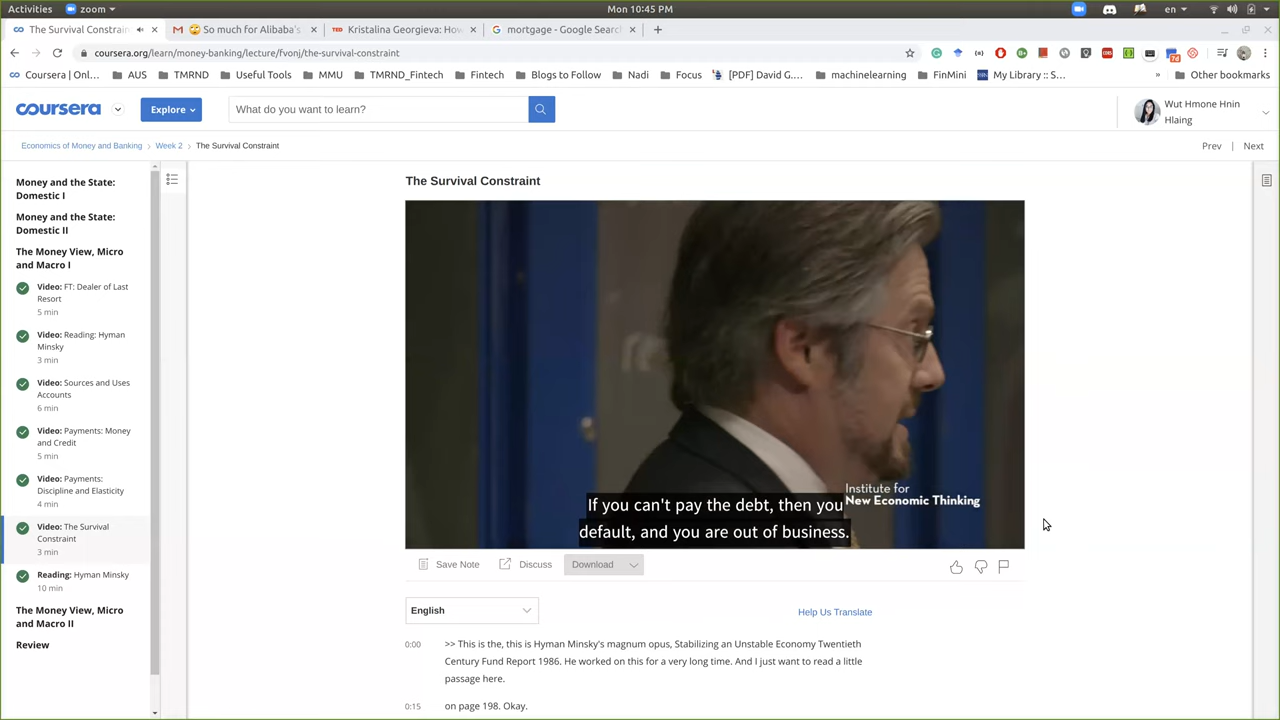 Activities
zoom
Mon 10:45 PM
en
The Survival Constrain
So much for Alibaba's
TED
Kristalina Georgieva: How
mortgage - Google Search
coursera.org/learn/money-banking/lecture/fvonj/the-survival-constraint
Coursera | Onl…
AUS
TMRND
Useful Tools
MMU
TMRND_Fintech
Fintech
Blogs to Follow
Nadi
Focus
[PDF] David G.…
machinelearning
FinMini
My Library :: S…
»
Other bookmarks
coursera
Explore
What do you want to learn?
Wut Hmone Hnin
Hlaing
Economics of Money and Banking > Week 2 > The Survival Constraint
Prev | Next
Money and the State:
Domestic I
Money and the State:
Domestic II
The Money View, Micro
and Macro I
Video: FT: Dealer of Last
Resort
5 min
Video: Reading: Hyman
Minsky
3 min
Video: Sources and Uses
Accounts
6 min
Video: Payments: Money
and Credit
5 min
Video: Payments:
Discipline and Elasticity
4 min
Video: The Survival
Constraint
3 min
Reading: Hyman Minsky
10 min
The Money View, Micro
and Macro II
Review
The Survival Constraint
Institute for
New Economic Thinking
If you can't pay the debt, then you
default, and you are out of business.
Save Note
Discuss
Download
English
Help Us Translate
0:00
>> This is the, this is Hyman Minsky's magnum opus, Stabilizing an Unstable Economy Twentieth
Century Fund Report 1986. He worked on this for a very long time. And I just want to read a little
passage here.
0:15
on page 198. Okay.